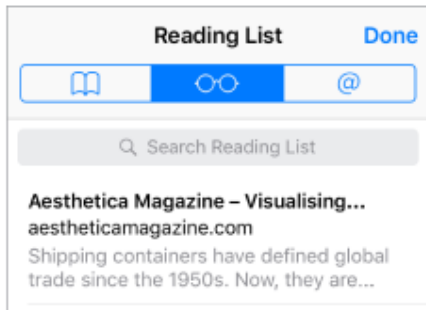 Reading List Done
@
Search Reading List
Aesthetica Magazine – Visualising...
aestheticamagazine.com
Shipping containers have defined global
trade since the 1950s. Now, they are...